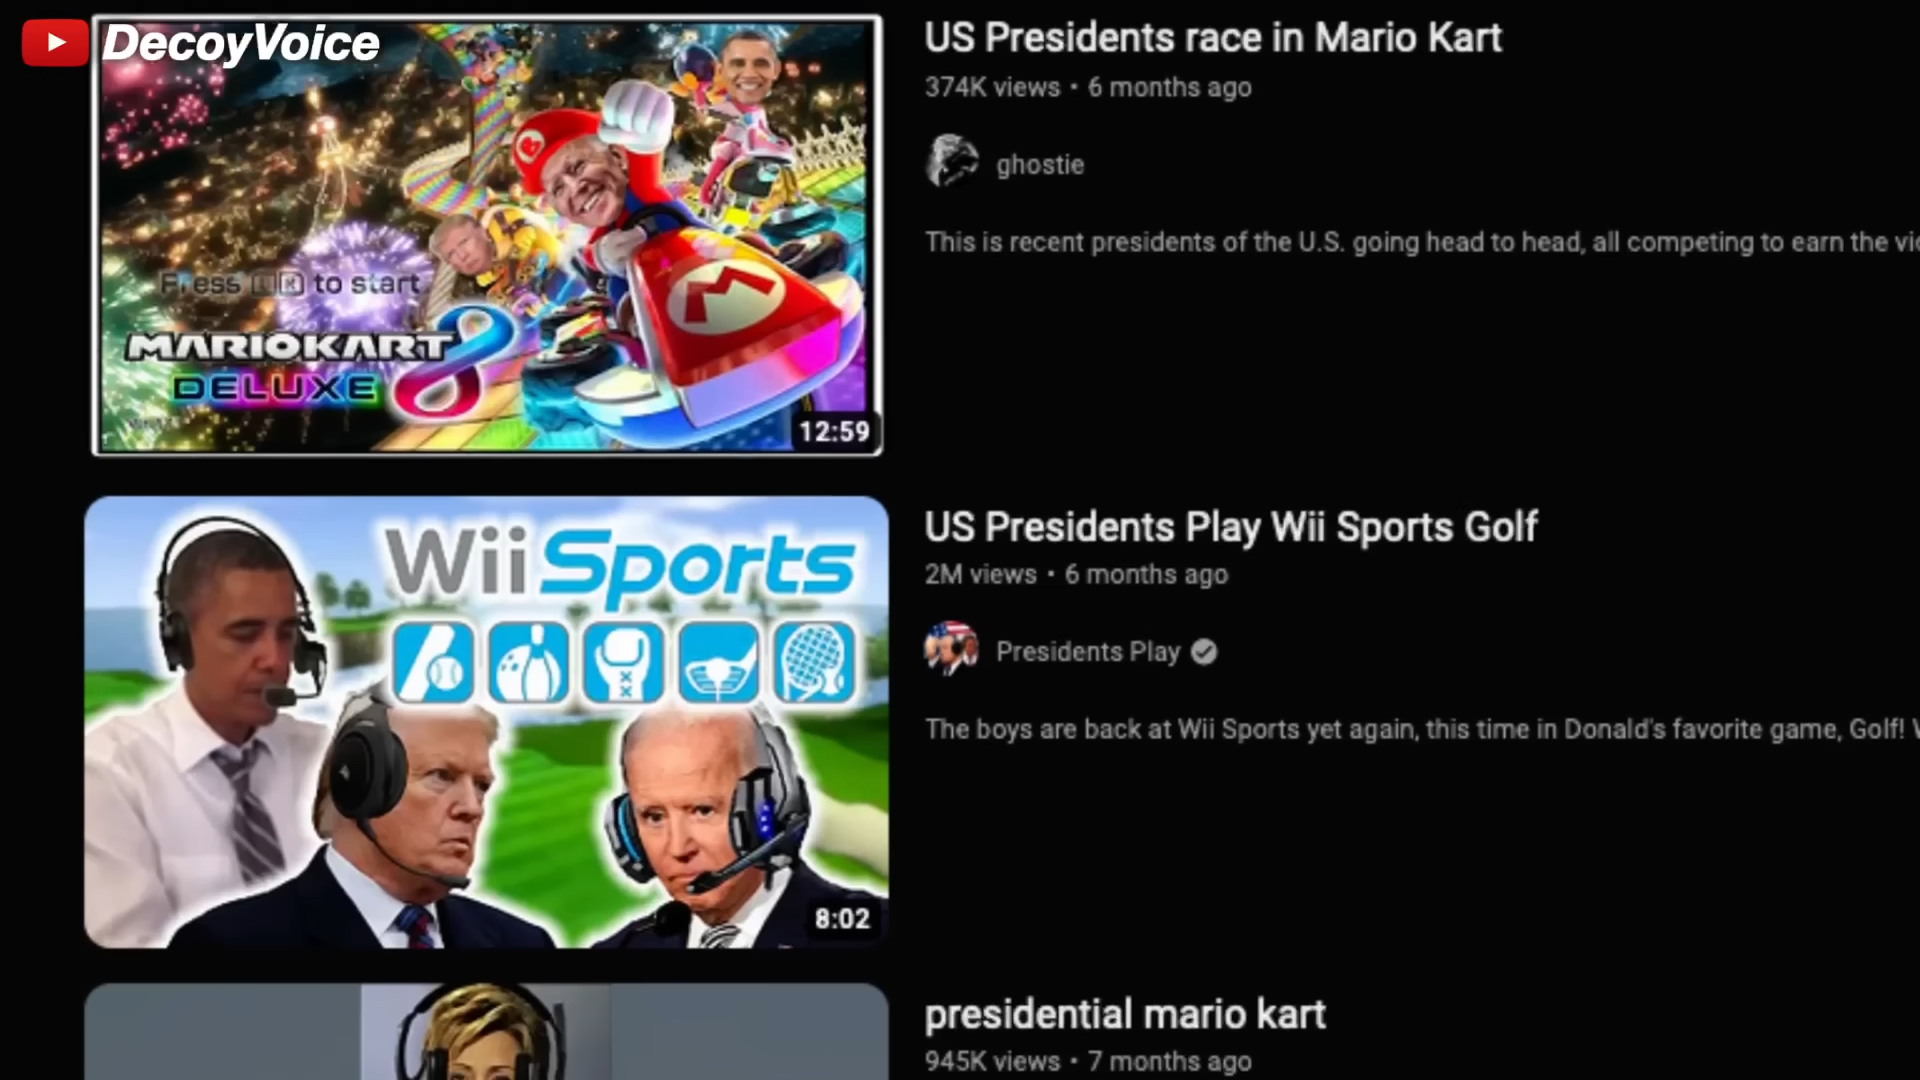 DecoyVoice
Press L R to start
MARIOKART 8
DELUXE
12:59
US Presidents race in Mario Kart
374K views • 6 months ago
ghostie
This is recent presidents of the U.S. going head to head, all competing to earn the
Wii Sports
8:02
US Presidents Play Wii Sports Golf
2M views • 6 months ago
Presidents Play
The boys are back at Wii Sports yet again, this time in Donald's favorite game, Golf!
presidential mario kart
945K views • 7 months ago